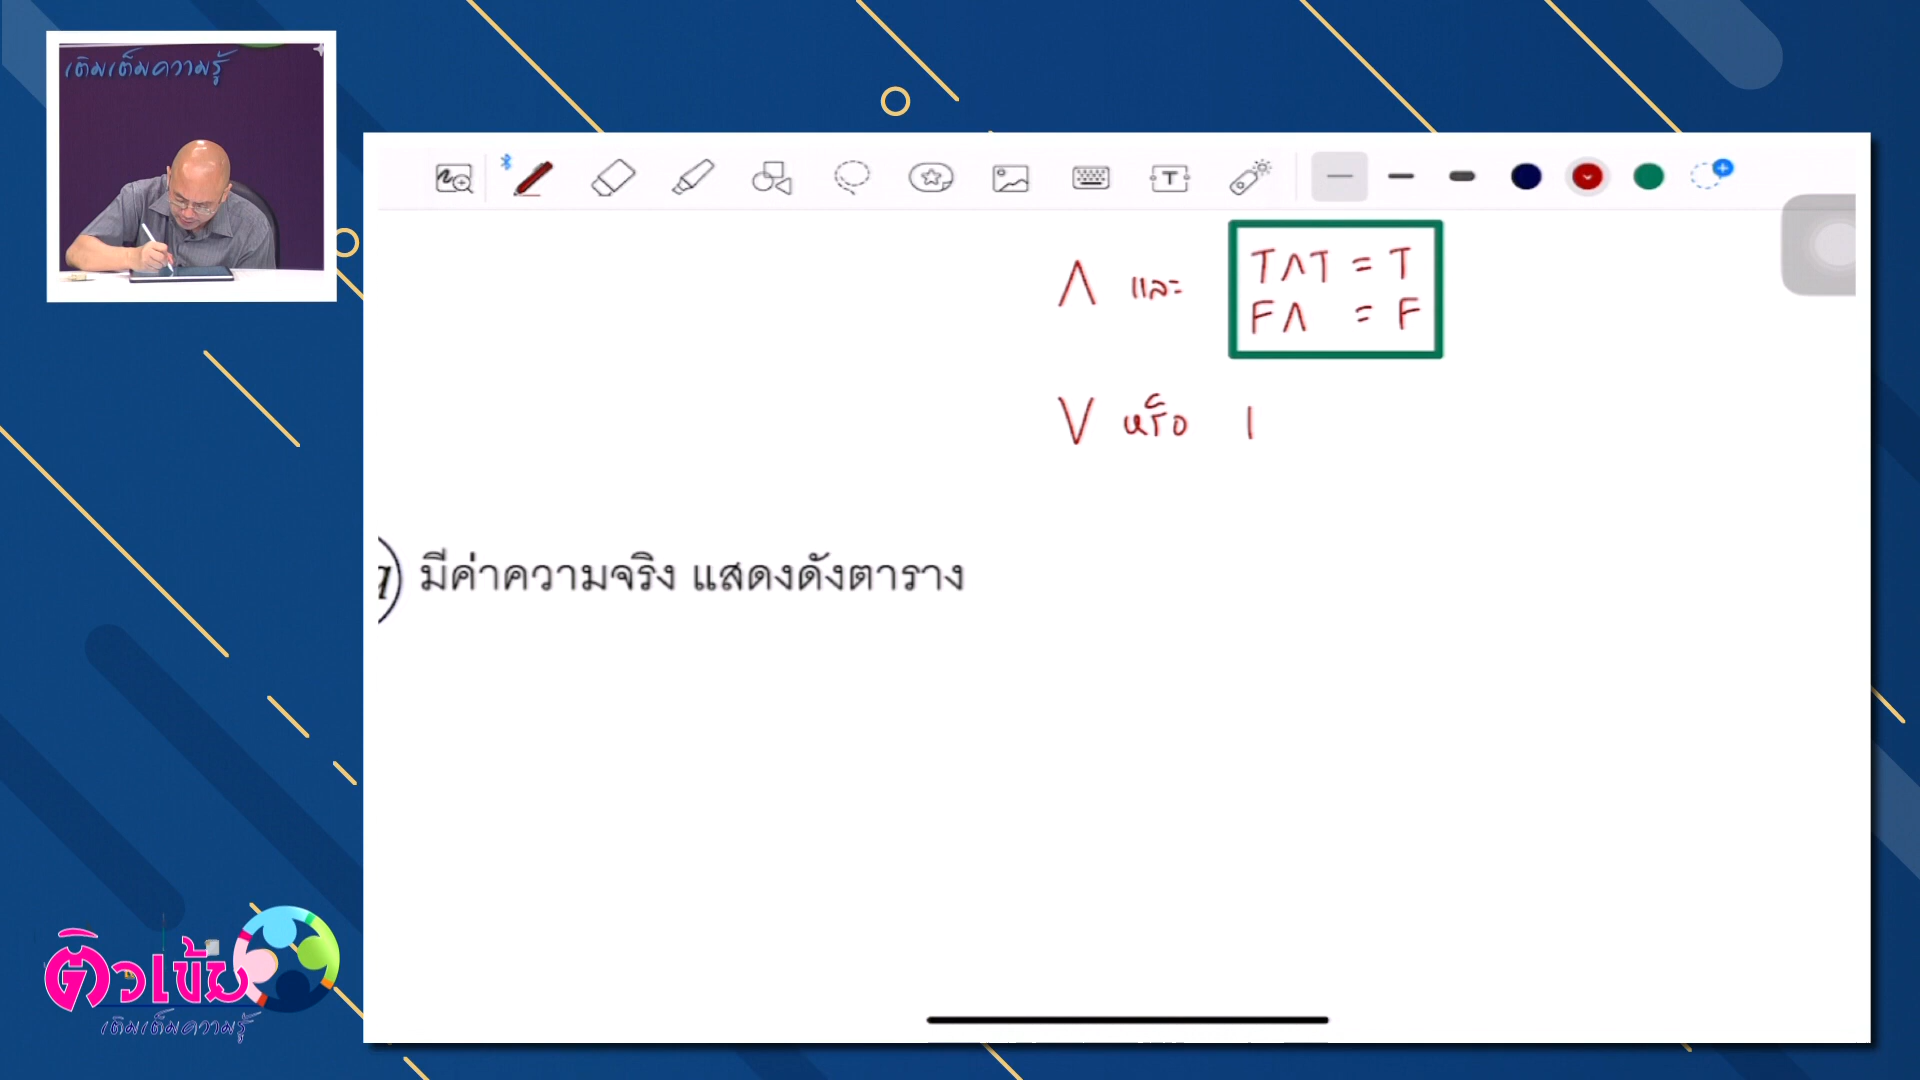 เติมเต็มความรู้
Λ และ
T Λ T = T
F Λ = F
V หรือ
) มีค่าความจริง แสดงดังตาราง
ติวเข้ม
เติมเต็มความรู้